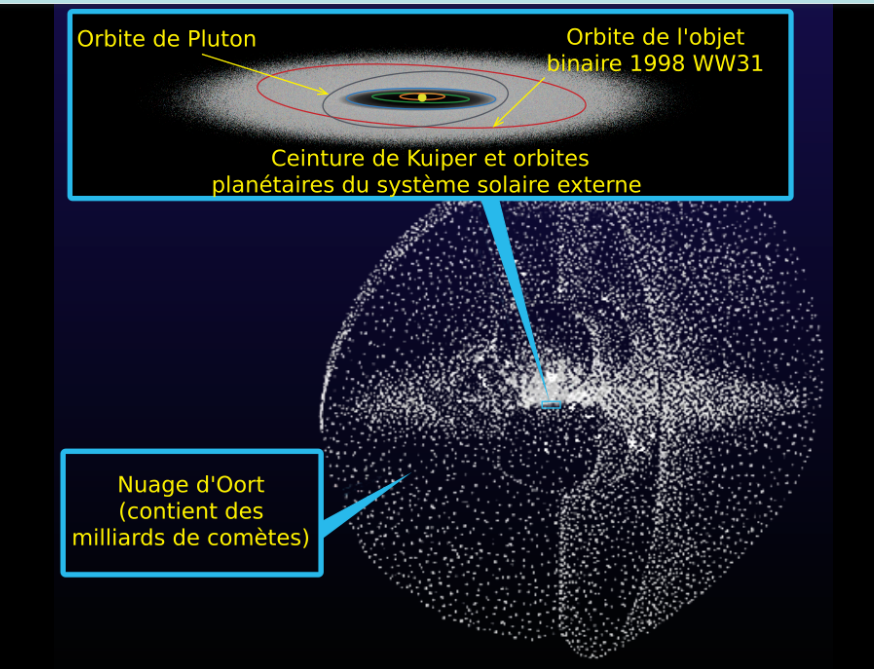 Orbite de Pluton
Orbite de l'objet
binaire 1998 WW31
Ceinture de Kuiper et orbites
planétaires du système solaire externe
Nuage d'Oort
(contient des
milliards de comètes)